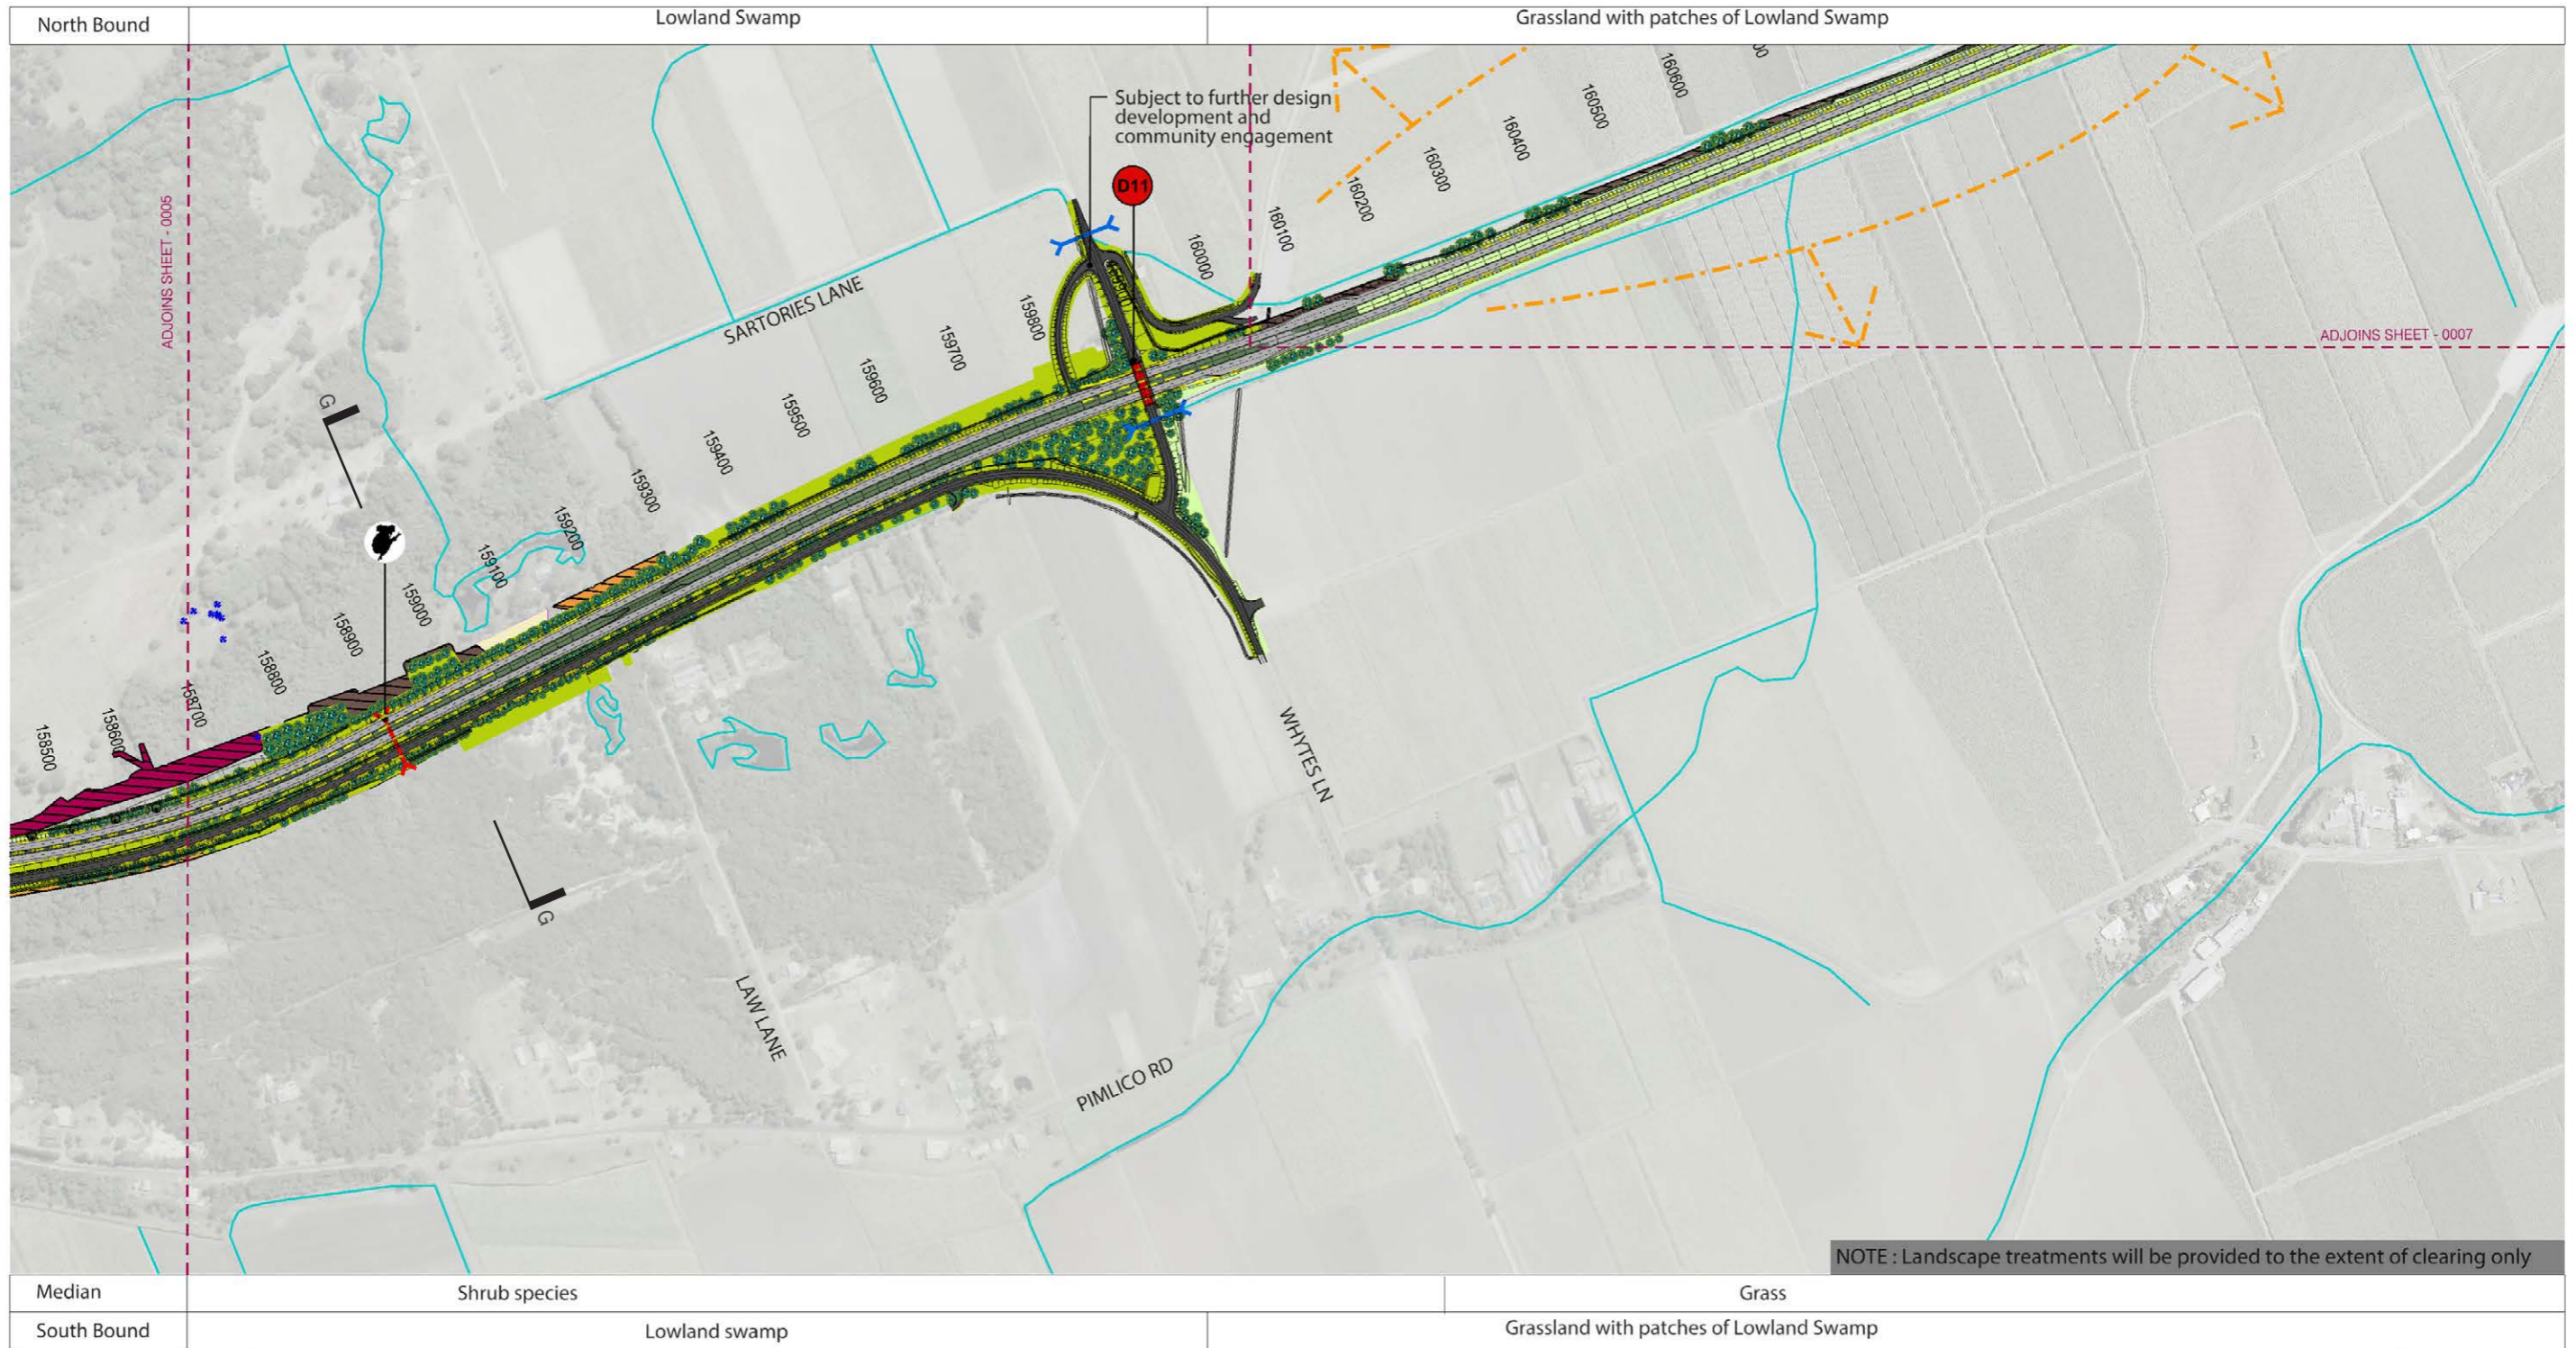 North Bound
Lowland Swamp
Grassland with patches of Lowland Swamp
Subject to further design
development and
community engagement
D11
ADJOINS SHEET - 0005
ADJOINS SHEET - 0007
SARTORIES LANE
WHYTES LN
LAW LANE
PIMLICO RD
G
G
158500
158600
158700
158800
158900
159000
159100
159200
159300
159400
159500
159600
159700
159800
160000
160100
160200
160300
160400
160500
160600
NOTE : Landscape treatments will be provided to the extent of clearing only
Median
Shrub species
Grass
South Bound
Lowland swamp
Grassland with patches of Lowland Swamp